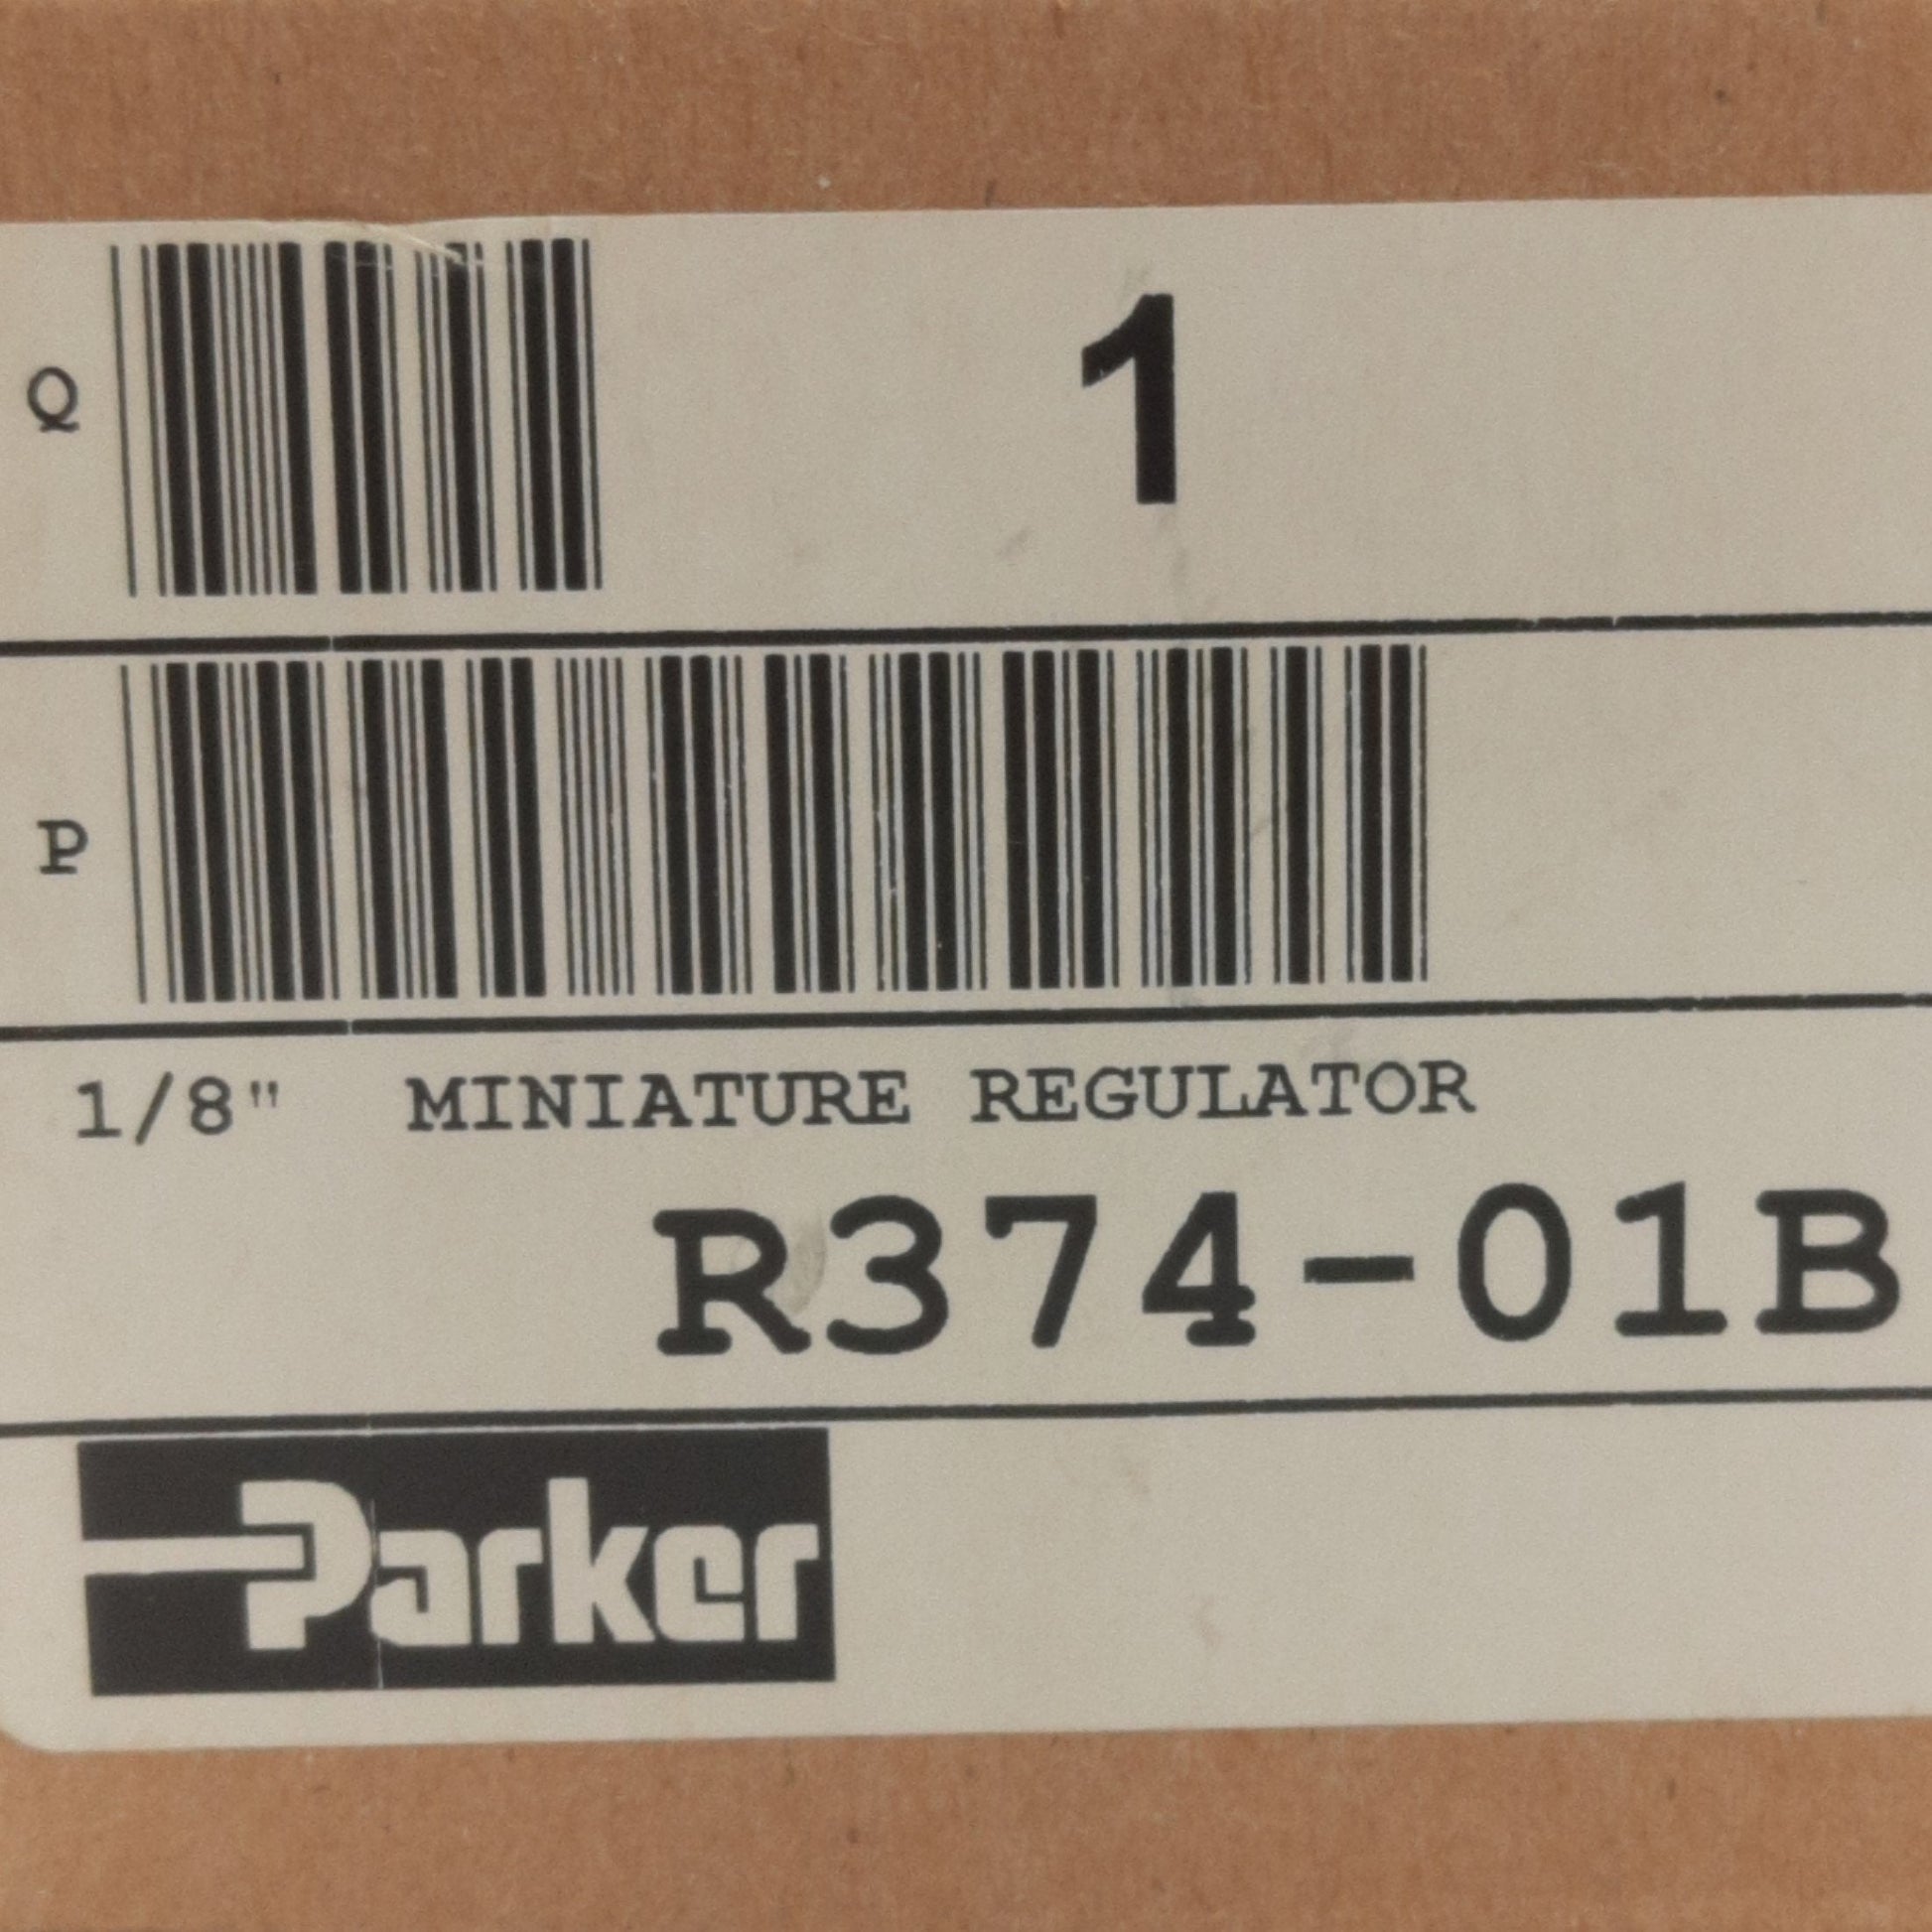 Q 1
P
1/8" MINIATURE REGULATOR
R374-01B
Parker